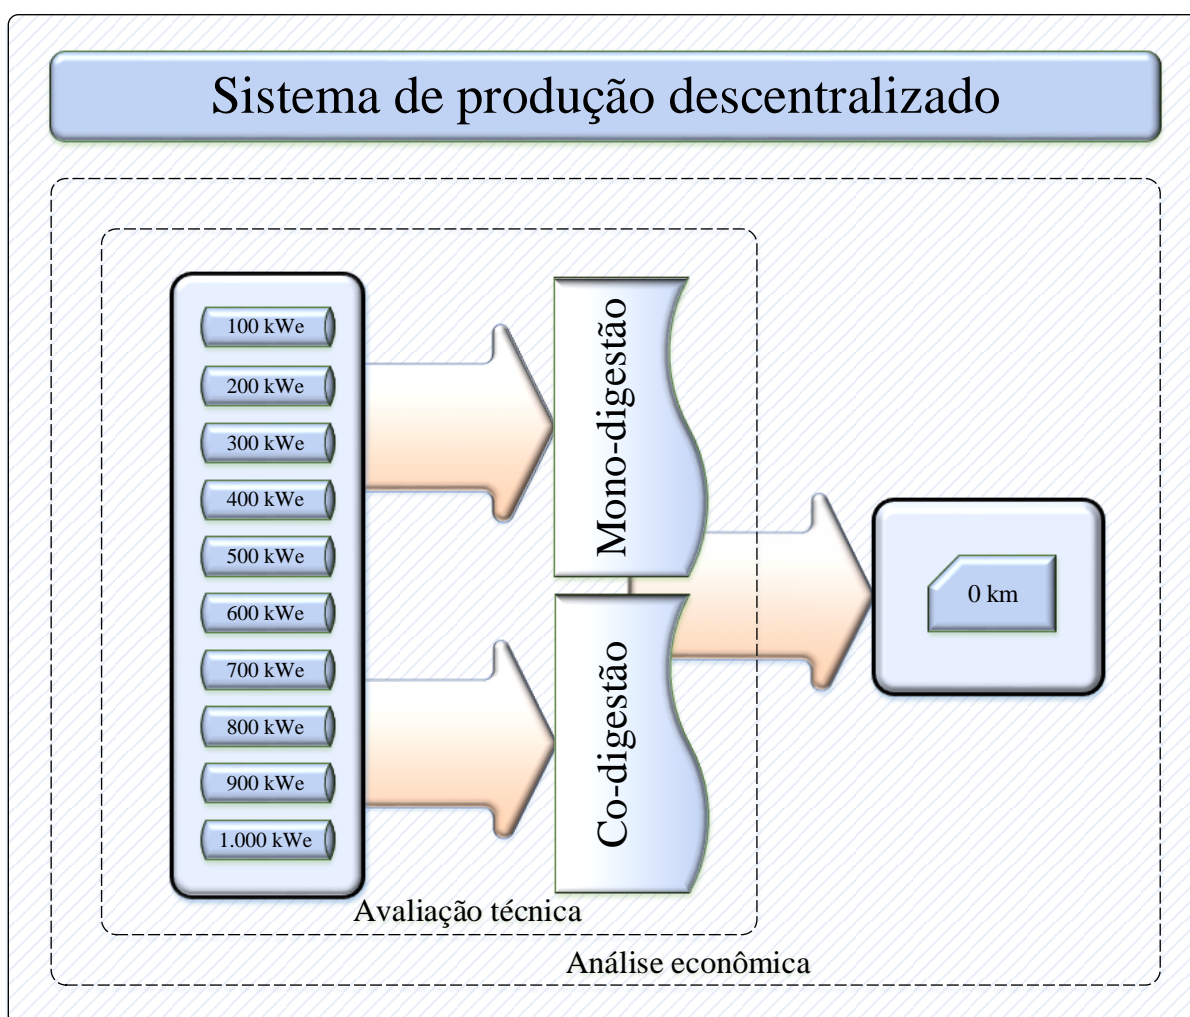 Sistema de produção descentralizado
100 kWe
200 kWe
300 kWe
400 kWe
500 kWe
600 kWe
700 kWe
800 kWe
900 kWe
1.000 kWe
Mono-digestão
Co-digestão
0 km
Avaliação técnica
Análise econômica